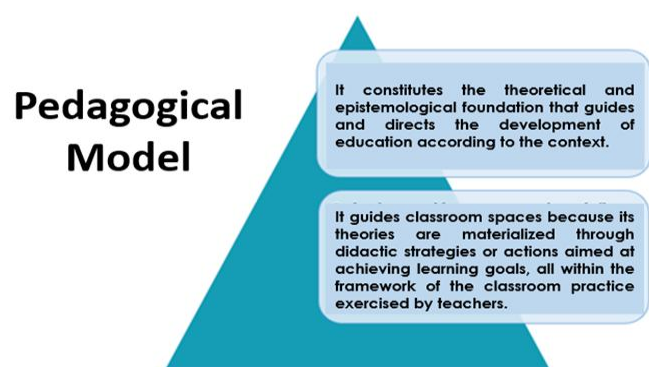 Pedagogical
Model
It constitutes the theoretical and
epistemological foundation that guides
and directs the development of
education according to the context.
It guides classroom spaces because its
theories are materialized through
didactic strategies or actions aimed at
achieving learning goals, all within the
framework of the classroom practice
exercised by teachers.